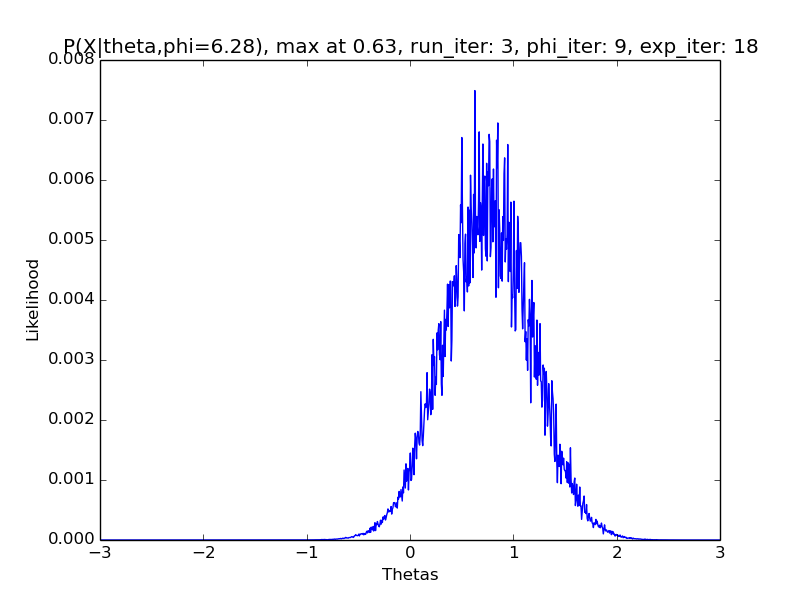 P(X|theta,phi=6.28), max at 0.63, run_iter: 3, phi_iter: 9, exp_iter: 18
0.008
0.007
0.006
0.005
0.004
0.003
0.002
0.001
0.000
Likelihood
−3 −2 −1 0 1 2 3
Thetas